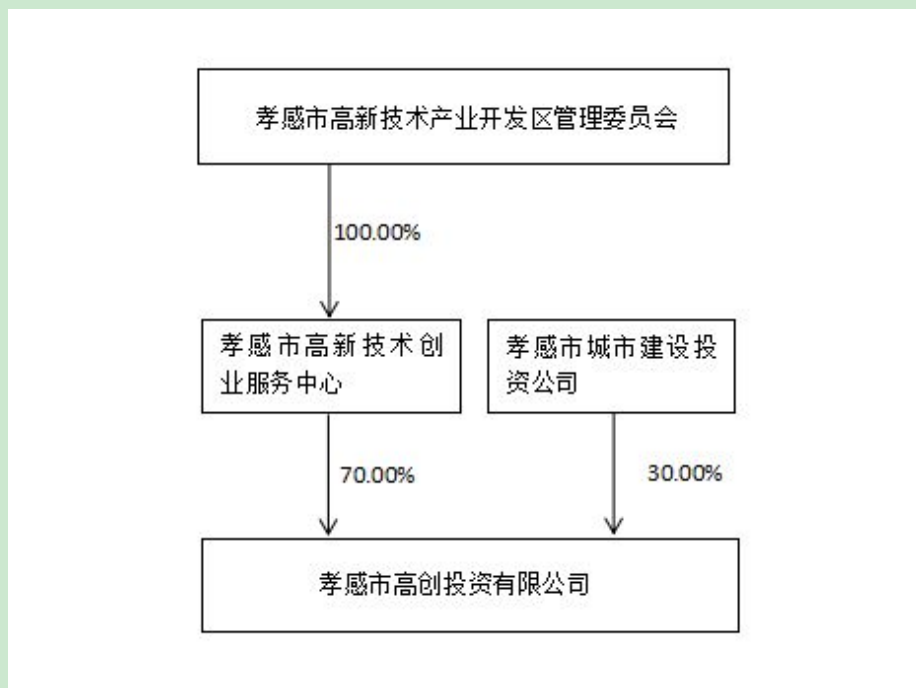 孝感市高新技术产业开发区管理委员会
100.00%
孝感市高新技术创
业服务中心
孝感市城市建设投
资公司
70.00%
30.00%
孝感市高创投资有限公司